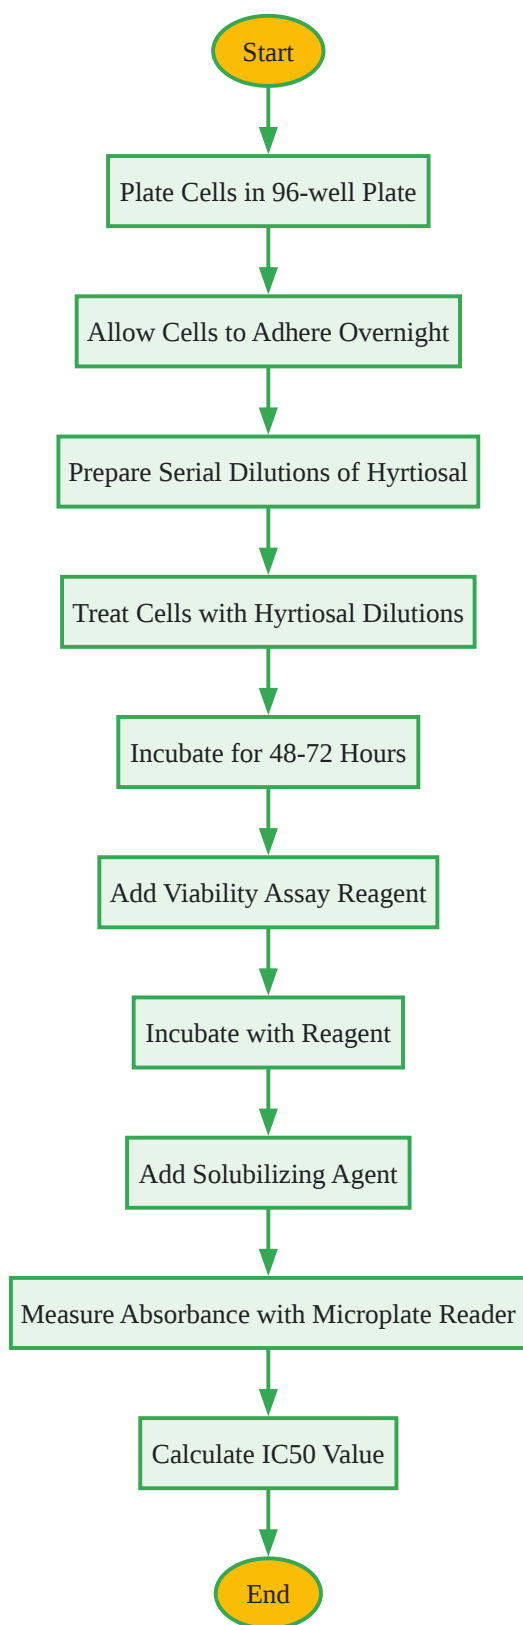 Start
Plate Cells in 96-well Plate
Allow Cells to Adhere Overnight
Prepare Serial Dilutions of Hyrtiosal
Treat Cells with Hyrtiosal Dilutions
Incubate for 48-72 Hours
Add Viability Assay Reagent
Incubate with Reagent
Add Solubilizing Agent
Measure Absorbance with Microplate Reader
Calculate IC50 Value
End